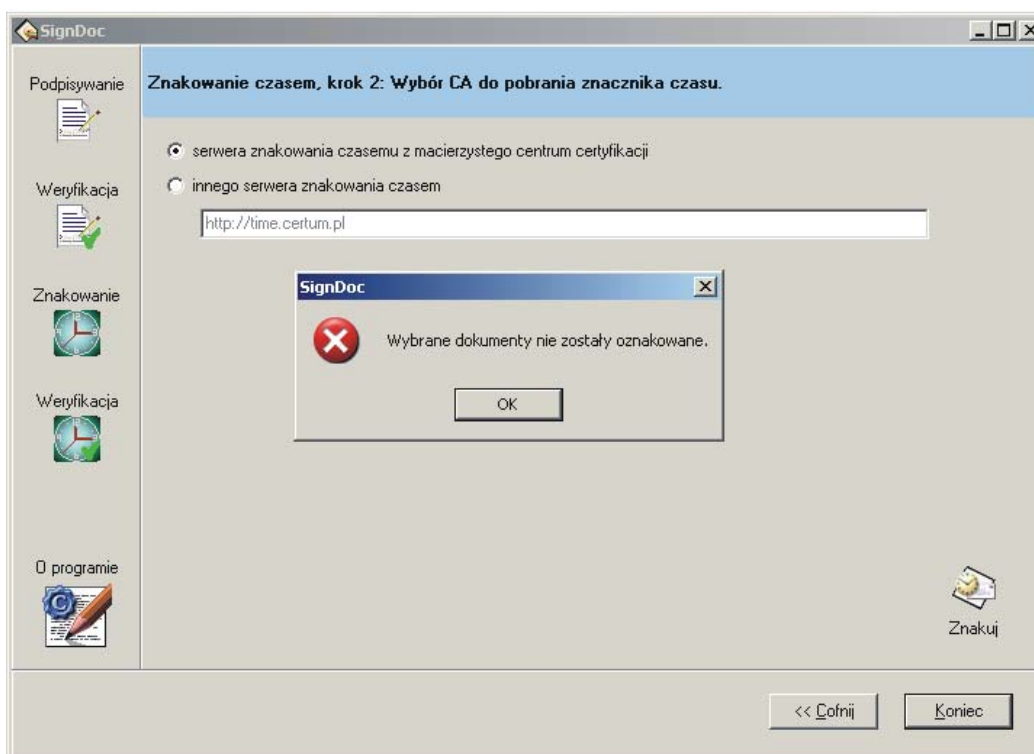 SignDoc
Podpisywanie
Weryfikacja
Znakowanie
Weryfikacja
O programie
Znakowanie czasem, krok 2: Wybór CA do pobrania znacznika czasu.
serwera znakowania czasemu z macierzystego centrum certyfikacji
innego serwera znakowania czasem
http://time.certum.pl
SignDoc
Wybrane dokumenty nie zostały oznakowane.
OK
Znakuj
<< Cofnij
Koniec